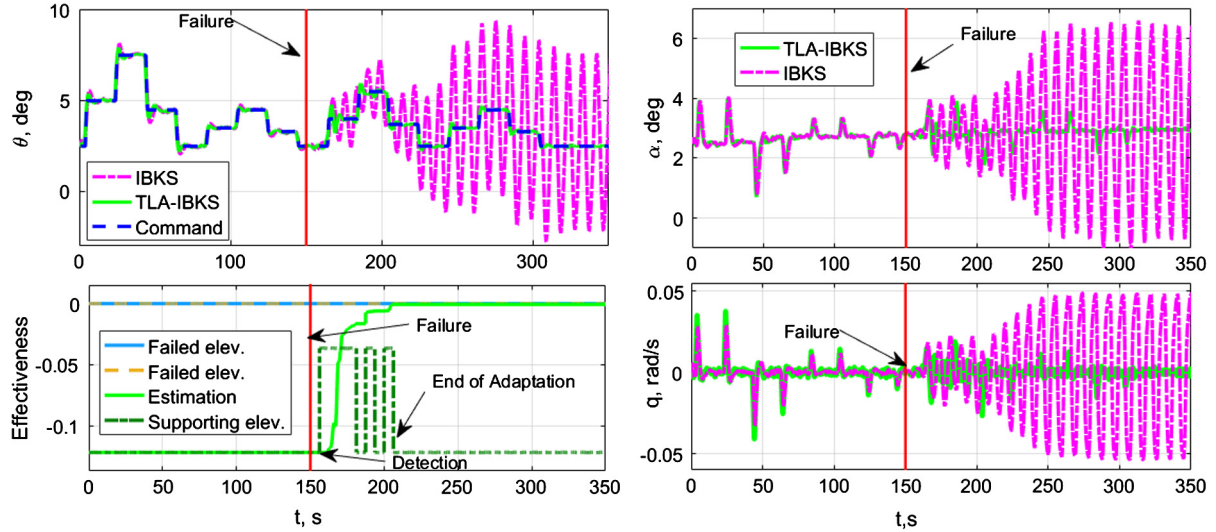 θ, deg
10
5
0
0
100
200
300
Failure
IBKS
TLA-IBKS
Command
α, deg
6
4
2
0
0
50
100
150
200
250
300
350
TLA-IBKS
IBKS
Failure
Effectiveness
0
-0.05
-0.1
0
50
100
150
200
250
300
350
t, s
Failed elev.
Failed elev.
Estimation
Supporting elev.
Failure
End of Adaptation
Detection
q, rad/s
0.05
0
-0.05
0
50
100
150
200
250
300
350
t,s
Failure